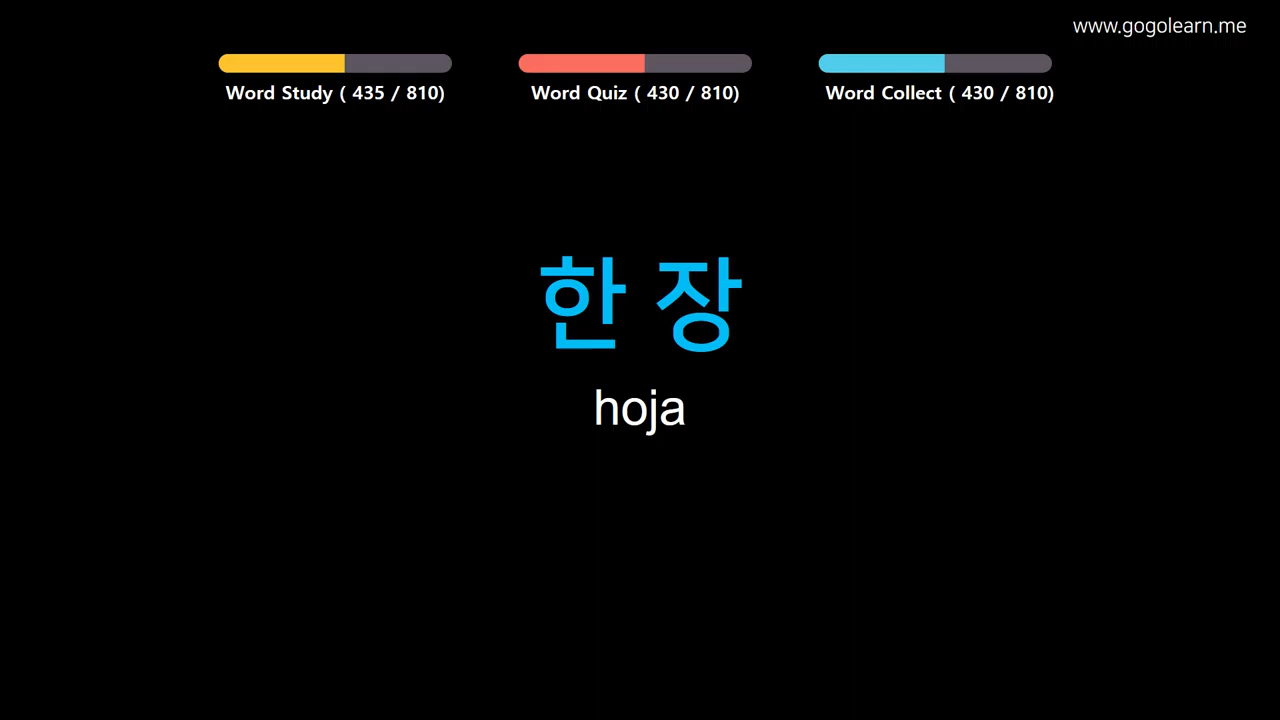 www.gogolearn.me
Word Study ( 435 / 810)
Word Quiz ( 430 / 810)
Word Collect ( 430 / 810)
한 장
hoja